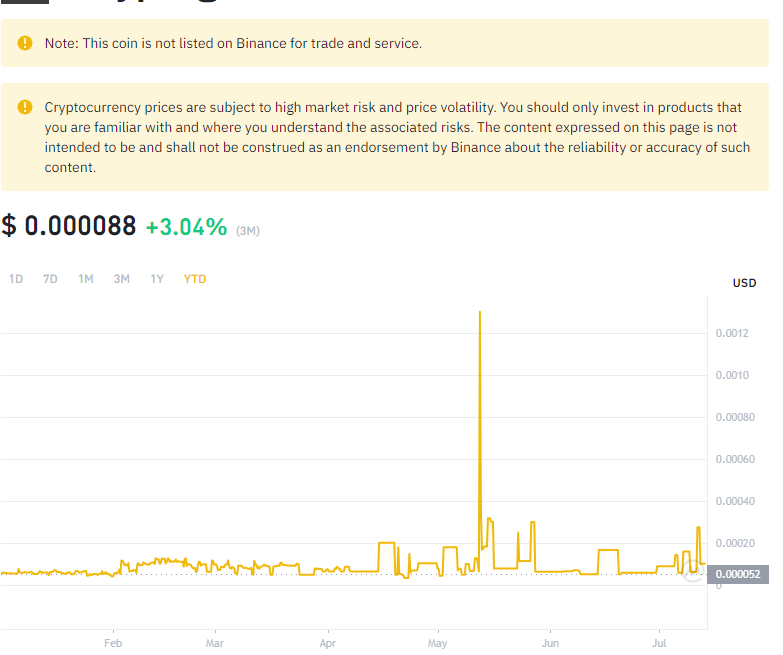 Note: This coin is not listed on Binance for trade and service.
Cryptocurrency prices are subject to high market risk and price volatility. You should only invest in products that
you are familiar with and where you understand the associated risks. The content expressed on this page is not
intended to be and shall not be construed as an endorsement by Binance about the reliability or accuracy of such
content.
$ 0.000088 +3.04% (3M)
1D 7D 1M 3M 1Y YTD
USD
0.0012
0.0010
0.00080
0.00060
0.00040
0.00020
0.000052
0
Feb Mar Apr May Jun Jul